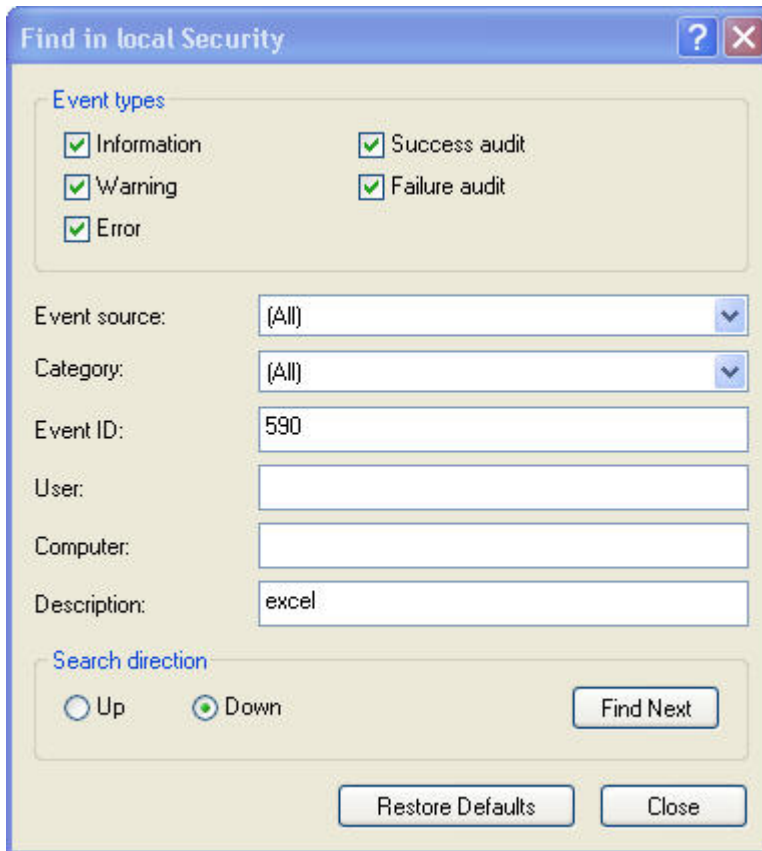 Find in local Security
Event types
Information
Success audit
Warning
Failure audit
Error
Event source:
(All)
Category:
(All)
Event ID:
590
User:
Computer:
Description:
excel
Search direction
Up
Down
Find Next
Restore Defaults
Close